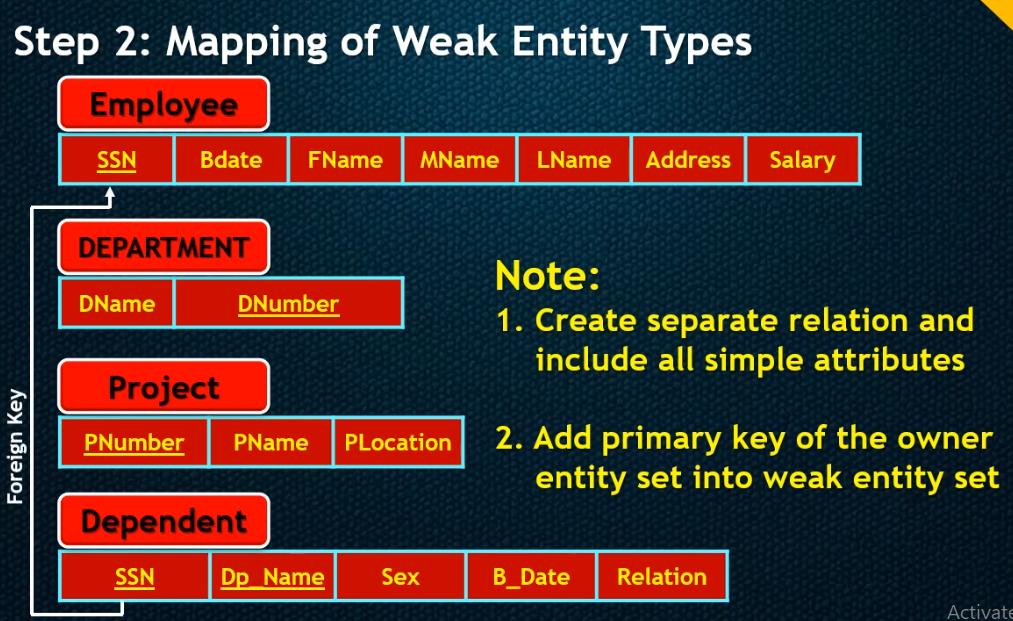 Step 2: Mapping of Weak Entity Types
Employee
SSN Bdate FName MName LName Address Salary
DEPARTMENT
DName DNumber
Project
PNumber PName PLocation
Dependent
SSN Dp_Name Sex B_Date Relation
Foreign Key
Note:
1. Create separate relation and
include all simple attributes
2. Add primary key of the owner
entity set into weak entity set
Activate